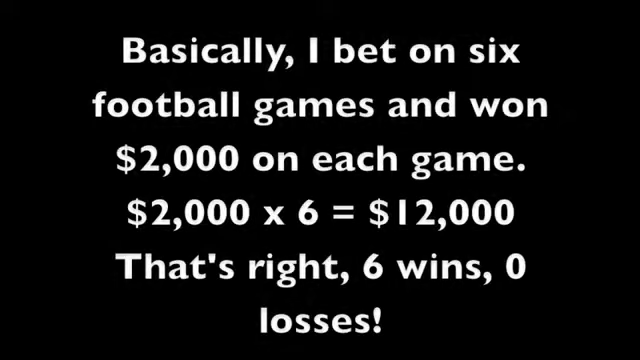 Basically, I bet on six
football games and won
$2,000 on each game.
$2,000 x 6 = $12,000
That's right, 6 wins, 0
losses!